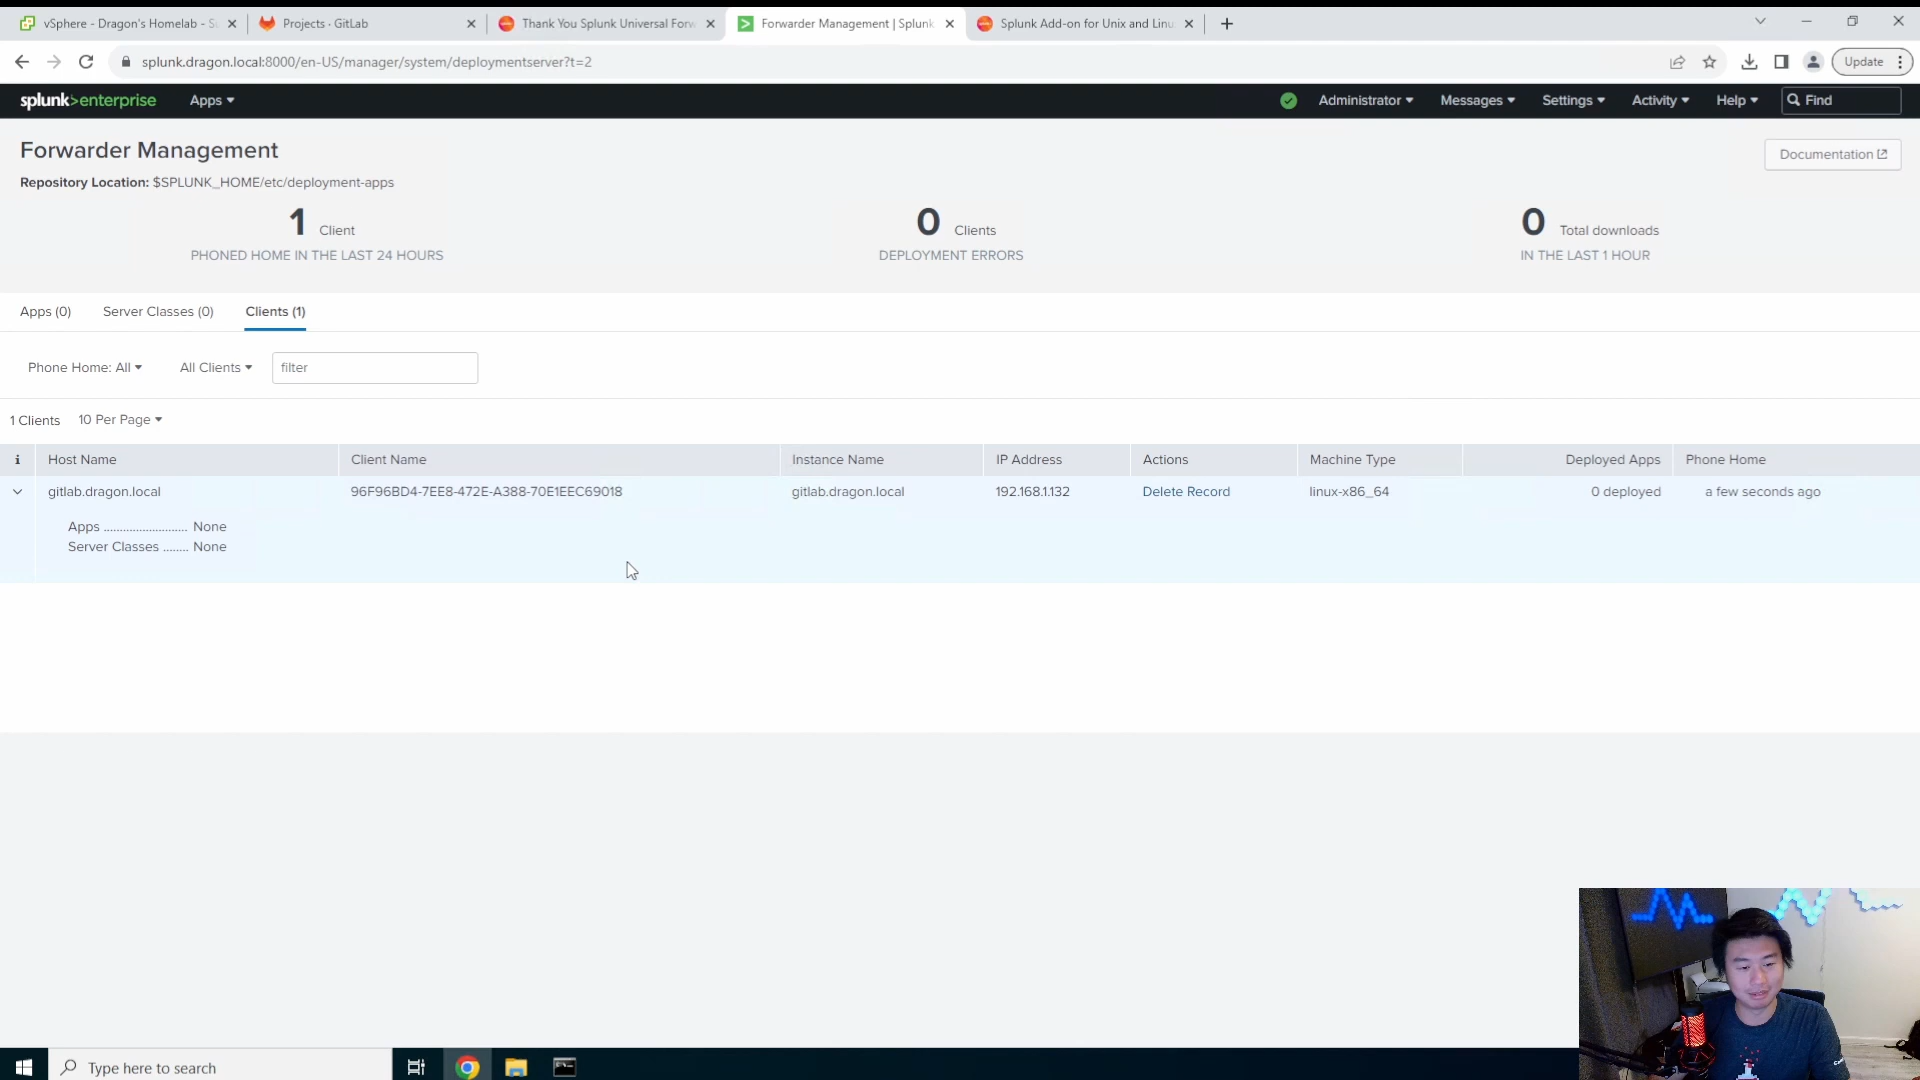 vSphere - Dragon's Homelab - S
Projects · GitLab
Thank You Splunk Universal Forw
Forwarder Management | Splunk
Splunk Add-on for Unix and Linu
splunk.dragon.local:8000/en-US/manager/system/deploymentserver?t=2
Update
splunk>enterprise
Apps
Administrator
Messages
Settings
Activity
Help
Find
Forwarder Management
Documentation
Repository Location: $SPLUNK_HOME/etc/deployment-apps
1 Client
0 Clients
0 Total downloads
PHONED HOME IN THE LAST 24 HOURS
DEPLOYMENT ERRORS
IN THE LAST 1 HOUR
Apps (0)
Server Classes (0)
Clients (1)
Phone Home: All
All Clients
filter
1 Clients
10 Per Page
i
Host Name
Client Name
Instance Name
IP Address
Actions
Machine Type
Deployed Apps
Phone Home
gitlab.dragon.local
96F96BD4-7EE8-472E-A388-70E1EEC69018
gitlab.dragon.local
192.168.1.132
Delete Record
linux-x86_64
0 deployed
a few seconds ago
Apps ......................... None
Server Classes ........ None
Type here to search